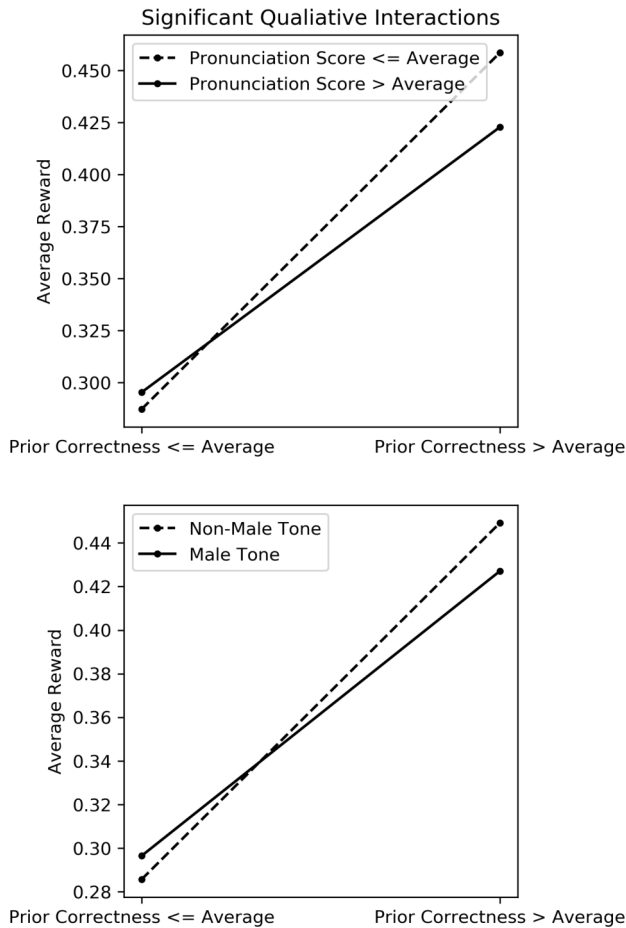 Significant Qualiative Interactions
Pronunciation Score <= Average
Pronunciation Score > Average
0.450
0.425
0.400
0.375
0.350
0.325
0.300
Average Reward
Prior Correctness <= Average
Prior Correctness > Average
Non-Male Tone
Male Tone
0.44
0.42
0.40
0.38
0.36
0.34
0.32
0.30
0.28
Average Reward
Prior Correctness <= Average
Prior Correctness > Average